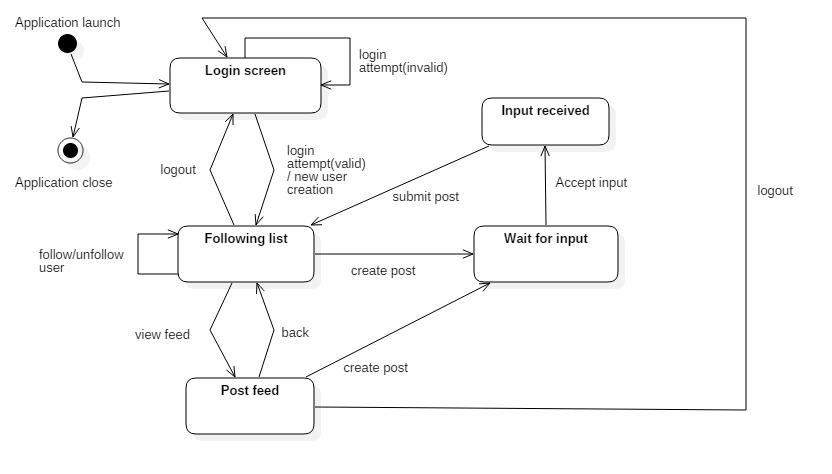 Application launch
Login screen
login
attempt(invalid)
Input received
Application close
logout
login
attempt(valid)
/ new user
creation
submit post
Accept input
logout
Following list
Wait for input
follow/unfollow
user
create post
view feed
back
create post
Post feed